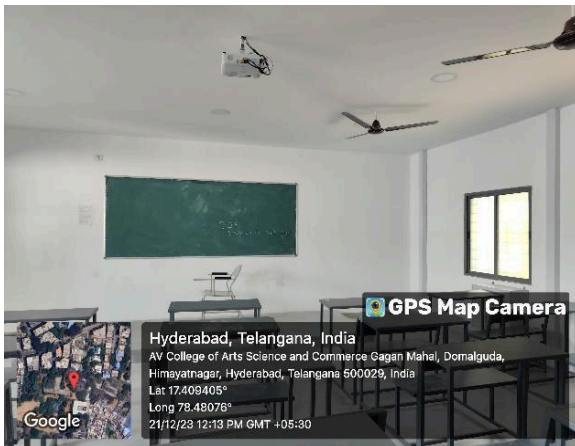 GPS Map Camera
Hyderabad, Telangana, India
AV College of Arts Science and Commerce Gagan Mahal, Domalguda,
Himayatnagar, Hyderabad, Telangana 500029, India
Lat 17.409405°
Long 78.48076°
21/12/23 12:13 PM GMT +05:30
Google